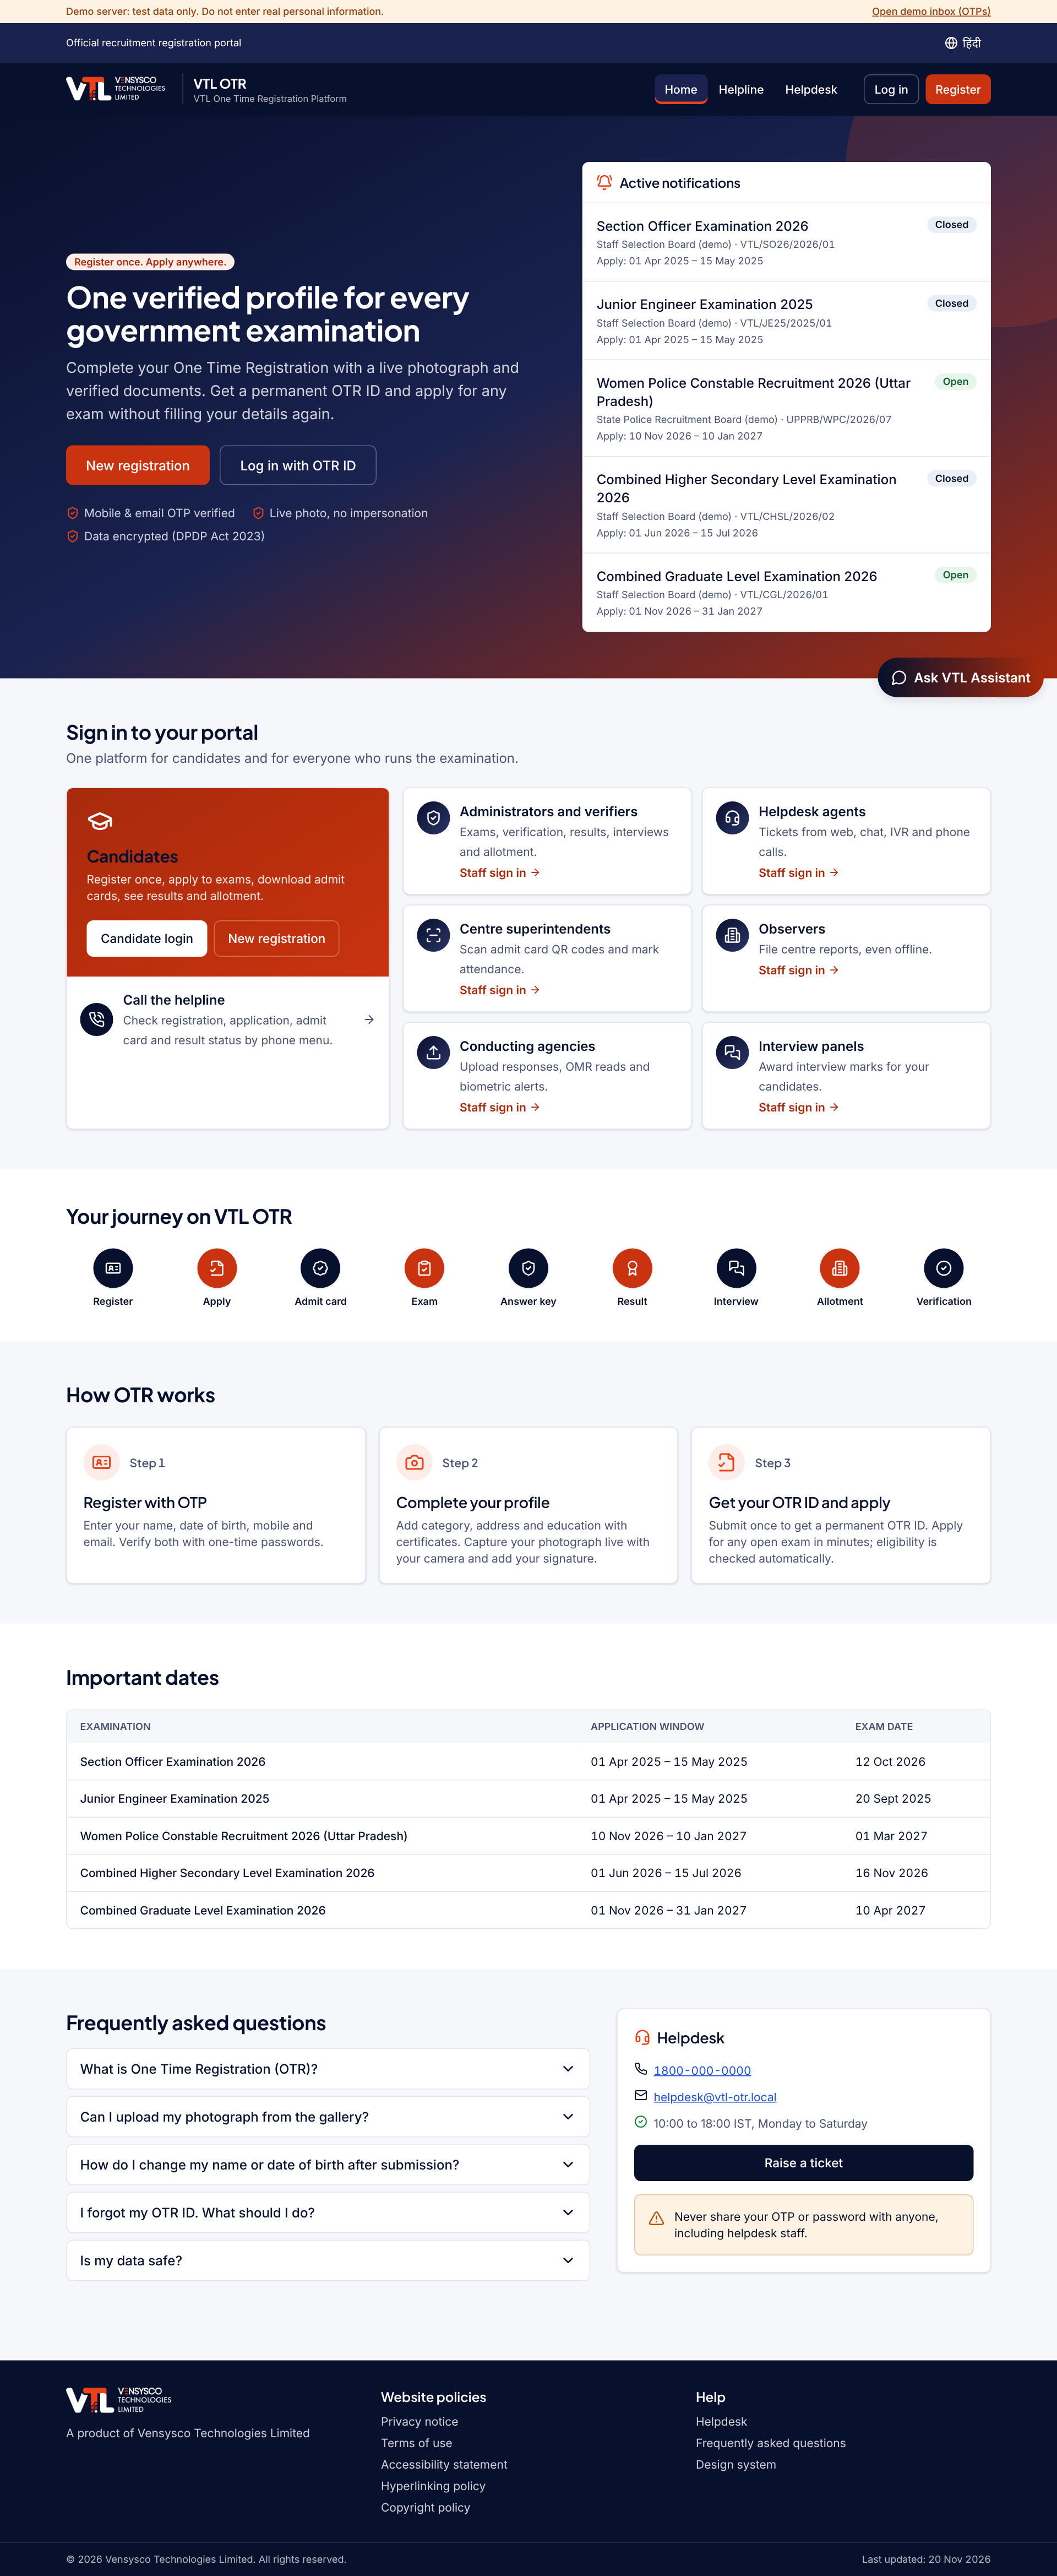 Demo server: test data only. Do not enter real personal information.
Open demo inbox (OTPs)
Official recruitment registration portal
हिंदी
VTL VENSYSCO
TECHNOLOGIES
LIMITED
VTL OTR
VTL One Time Registration Platform
Home
Helpline
Helpdesk
Log in
Register
Register once. Apply anywhere.
One verified profile for every
government examination
Complete your One Time Registration with a live photograph and
verified documents. Get a permanent OTR ID and apply for any
exam without filling your details again.
New registration
Log in with OTR ID
Mobile & email OTP verified
Live photo, no impersonation
Data encrypted (DPDP Act 2023)
Active notifications
Section Officer Examination 2026
Closed
Staff Selection Board (demo) · VTL/SO26/2026/01
Apply: 01 Apr 2025 – 15 May 2025
Junior Engineer Examination 2025
Closed
Staff Selection Board (demo) · VTL/JE25/2025/01
Apply: 01 Apr 2025 – 15 May 2025
Women Police Constable Recruitment 2026 (Uttar
Pradesh)
Open
State Police Recruitment Board (demo) · UPPRB/WPC/2026/07
Apply: 10 Nov 2026 – 10 Jan 2027
Combined Higher Secondary Level Examination
2026
Closed
Staff Selection Board (demo) · VTL/CHSL/2026/02
Apply: 01 Jun 2026 – 15 Jul 2026
Combined Graduate Level Examination 2026
Open
Staff Selection Board (demo) · VTL/CGL/2026/01
Apply: 01 Nov 2026 – 31 Jan 2027
Ask VTL Assistant
Sign in to your portal
One platform for candidates and for everyone who runs the examination.
Candidates
Register once, apply to exams, download admit
cards, see results and allotment.
Candidate login
New registration
Call the helpline
Check registration, application, admit
card and result status by phone menu.
Administrators and verifiers
Exams, verification, results, interviews
and allotment.
Staff sign in
Helpdesk agents
Tickets from web, chat, IVR and phone
calls.
Staff sign in
Centre superintendents
Scan admit card QR codes and mark
attendance.
Staff sign in
Observers
File centre reports, even offline.
Staff sign in
Conducting agencies
Upload responses, OMR reads and
biometric alerts.
Staff sign in
Interview panels
Award interview marks for your
candidates.
Staff sign in
Your journey on VTL OTR
Register
Apply
Admit card
Exam
Answer key
Result
Interview
Allotment
Verification
How OTR works
Step 1
Register with OTP
Enter your name, date of birth, mobile and
email. Verify both with one-time passwords.
Step 2
Complete your profile
Add category, address and education with
certificates. Capture your photograph live with
your camera and add your signature.
Step 3
Get your OTR ID and apply
Submit once to get a permanent OTR ID. Apply
for any open exam in minutes; eligibility is
checked automatically.
Important dates
EXAMINATION APPLICATION WINDOW EXAM DATE
Section Officer Examination 2026 01 Apr 2025 – 15 May 2025 12 Oct 2026
Junior Engineer Examination 2025 01 Apr 2025 – 15 May 2025 20 Sept 2025
Women Police Constable Recruitment 2026 (Uttar Pradesh) 10 Nov 2026 – 10 Jan 2027 01 Mar 2027
Combined Higher Secondary Level Examination 2026 01 Jun 2026 – 15 Jul 2026 16 Nov 2026
Combined Graduate Level Examination 2026 01 Nov 2026 – 31 Jan 2027 10 Apr 2027
Frequently asked questions
What is One Time Registration (OTR)?
Can I upload my photograph from the gallery?
How do I change my name or date of birth after submission?
I forgot my OTR ID. What should I do?
Is my data safe?
Helpdesk
1800-000-0000
helpdesk@vtl-otr.local
10:00 to 18:00 IST, Monday to Saturday
Raise a ticket
Never share your OTP or password with anyone,
including helpdesk staff.
VTL VENSYSCO
TECHNOLOGIES
LIMITED
A product of Vensysco Technologies Limited
Website policies
Privacy notice
Terms of use
Accessibility statement
Hyperlinking policy
Copyright policy
Help
Helpdesk
Frequently asked questions
Design system
© 2026 Vensysco Technologies Limited. All rights reserved.
Last updated: 20 Nov 2026